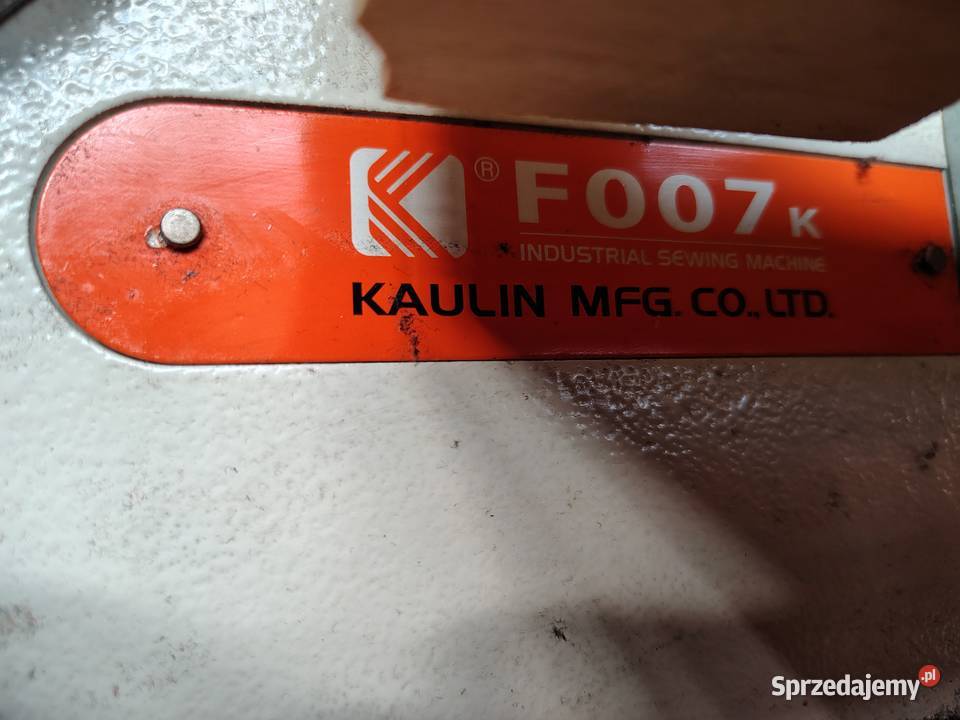 K® F007K
INDUSTRIAL SEWING MACHINE
KAULIN MFG. CO., LTD.
Sprzedajemy.pl